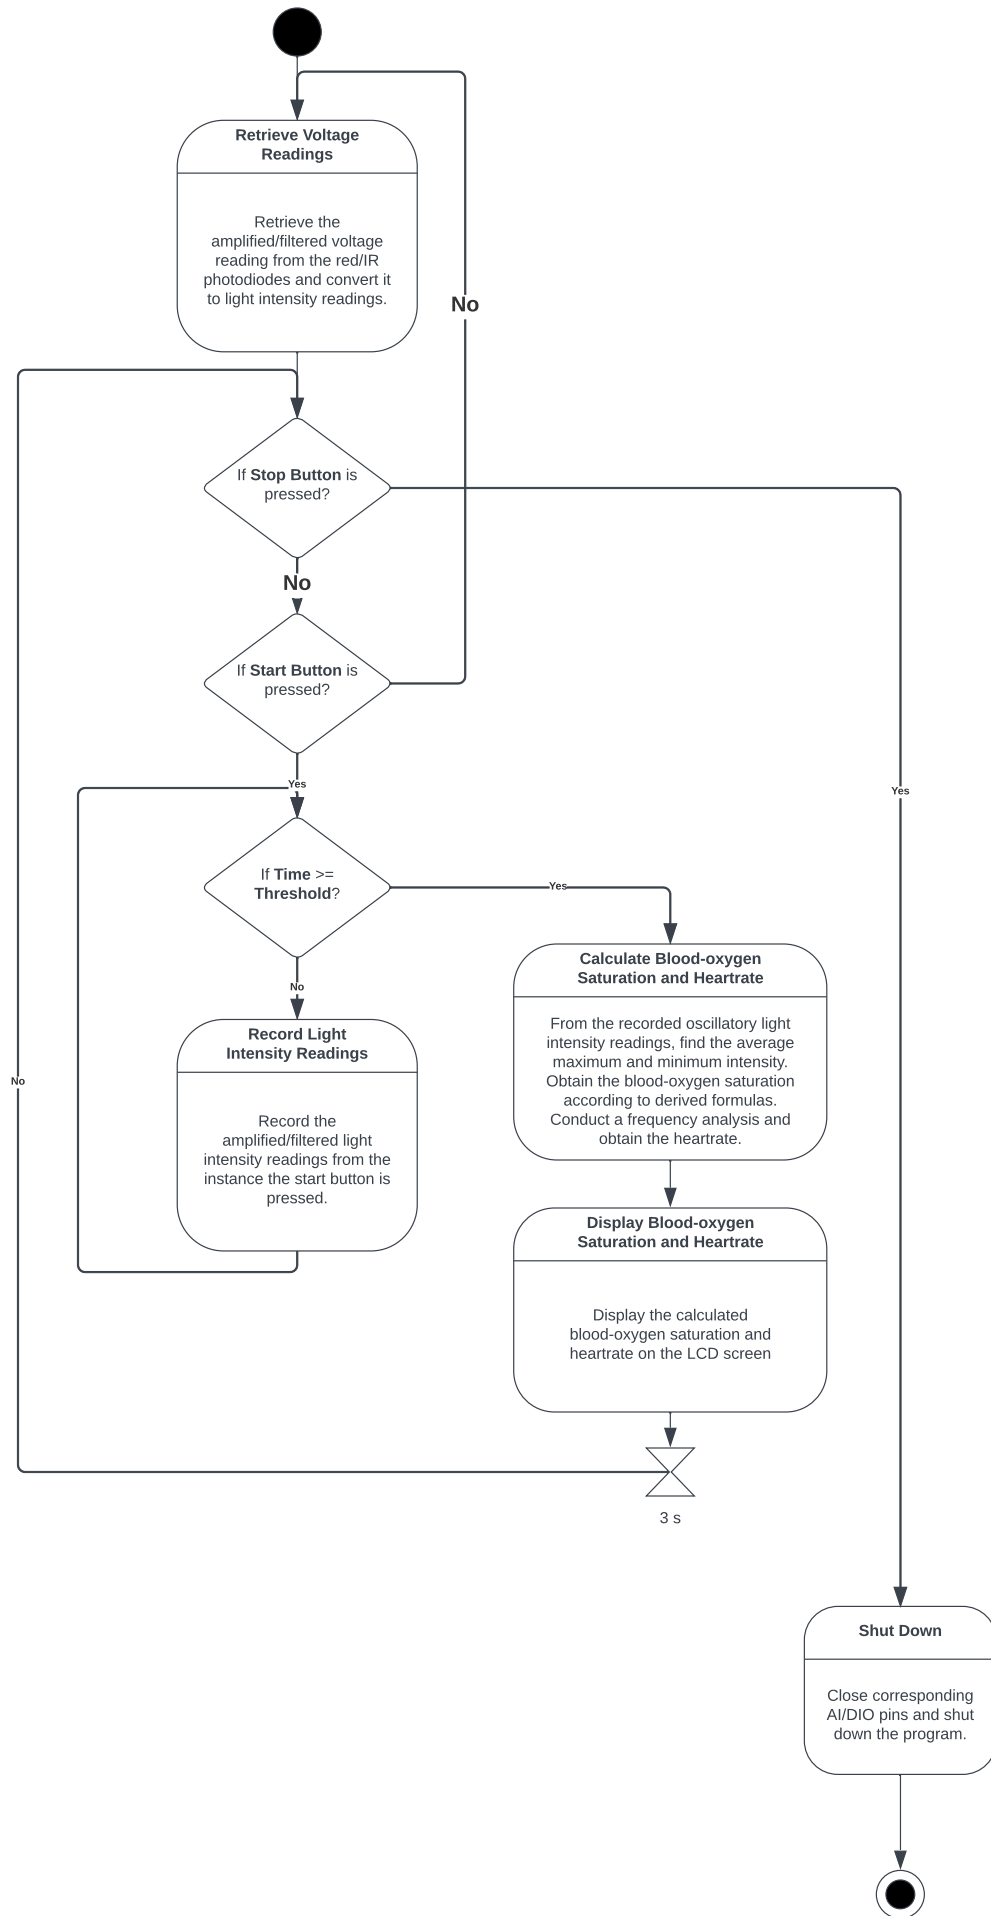 Retrieve Voltage
Readings
Retrieve the
amplified/filtered voltage
reading from the red/IR
photodiodes and convert it
to light intensity readings.
No
If Stop Button is
pressed?
No
If Start Button is
pressed?
Yes
Yes
If Time >=
Threshold?
Yes
Calculate Blood-oxygen
Saturation and Heartrate
From the recorded oscillatory light
intensity readings, find the average
maximum and minimum intensity.
Obtain the blood-oxygen saturation
according to derived formulas.
Conduct a frequency analysis and
obtain the heartrate.
No
Record Light
Intensity Readings
Record the
amplified/filtered light
intensity readings from the
instance the start button is
pressed.
No
Display Blood-oxygen
Saturation and Heartrate
Display the calculated
blood-oxygen saturation and
heartrate on the LCD screen
3 s
Shut Down
Close corresponding
AI/DIO pins and shut
down the program.